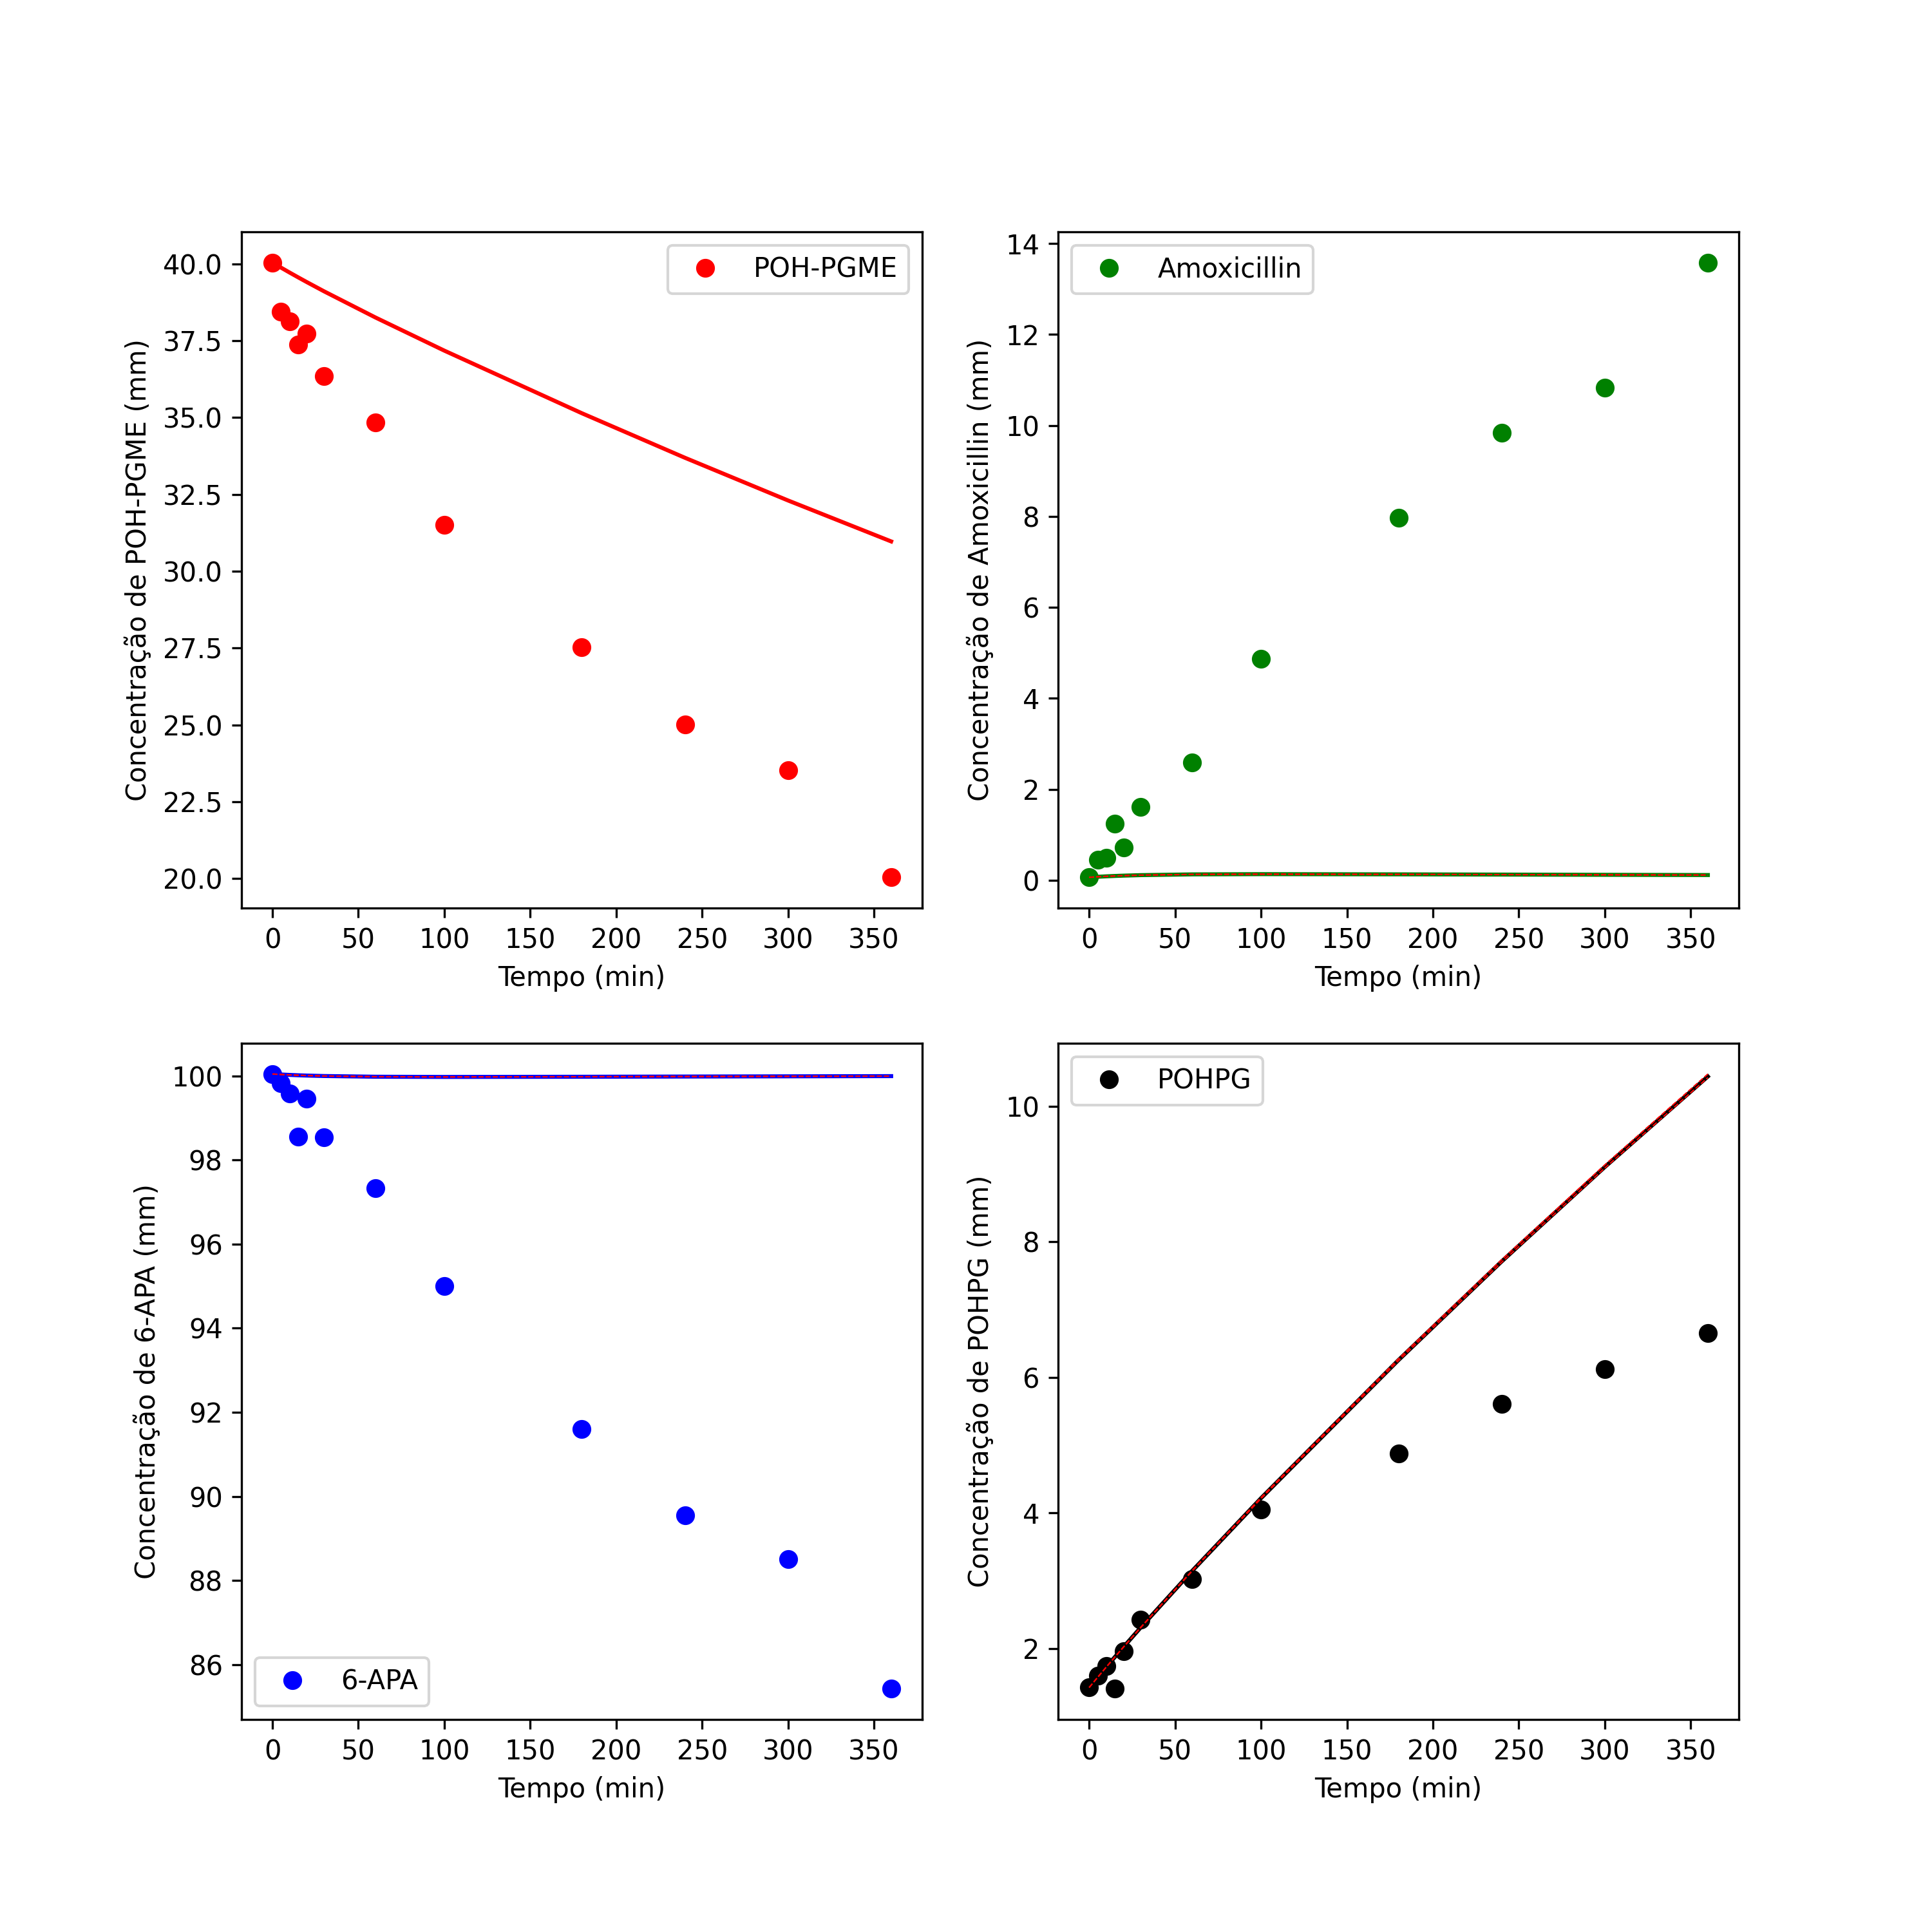 POH-PGME
Concentração de POH-PGME (mm)
40.0
37.5
35.0
32.5
30.0
27.5
25.0
22.5
20.0
0 50 100 150 200 250 300 350
Tempo (min)
Amoxicillin
Concentração de Amoxicillin (mm)
14
12
10
8
6
4
2
0
0 50 100 150 200 250 300 350
Tempo (min)
6-APA
Concentração de 6-APA (mm)
100
98
96
94
92
90
88
86
0 50 100 150 200 250 300 350
Tempo (min)
POHPG
Concentração de POHPG (mm)
10
8
6
4
2
0 50 100 150 200 250 300 350
Tempo (min)